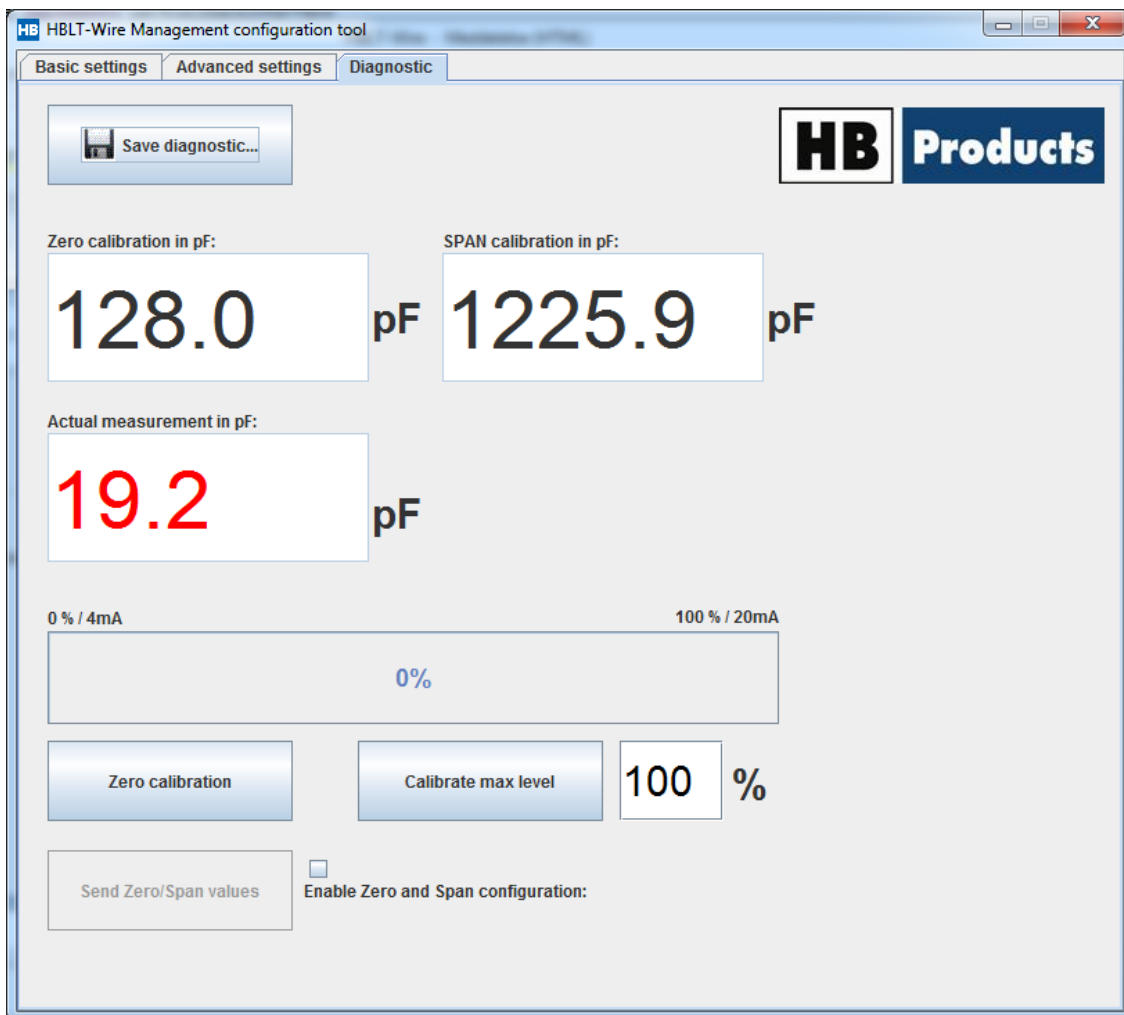 HB HBLT-Wire Management configuration tool
Basic settings Advanced settings Diagnostic
Save diagnostic...
HB Products
Zero calibration in pF: SPAN calibration in pF:
128.0 pF 1225.9 pF
Actual measurement in pF:
19.2 pF
0 % / 4mA 100 % / 20mA
0%
Zero calibration Calibrate max level 100 %
Send Zero/Span values Enable Zero and Span configuration: